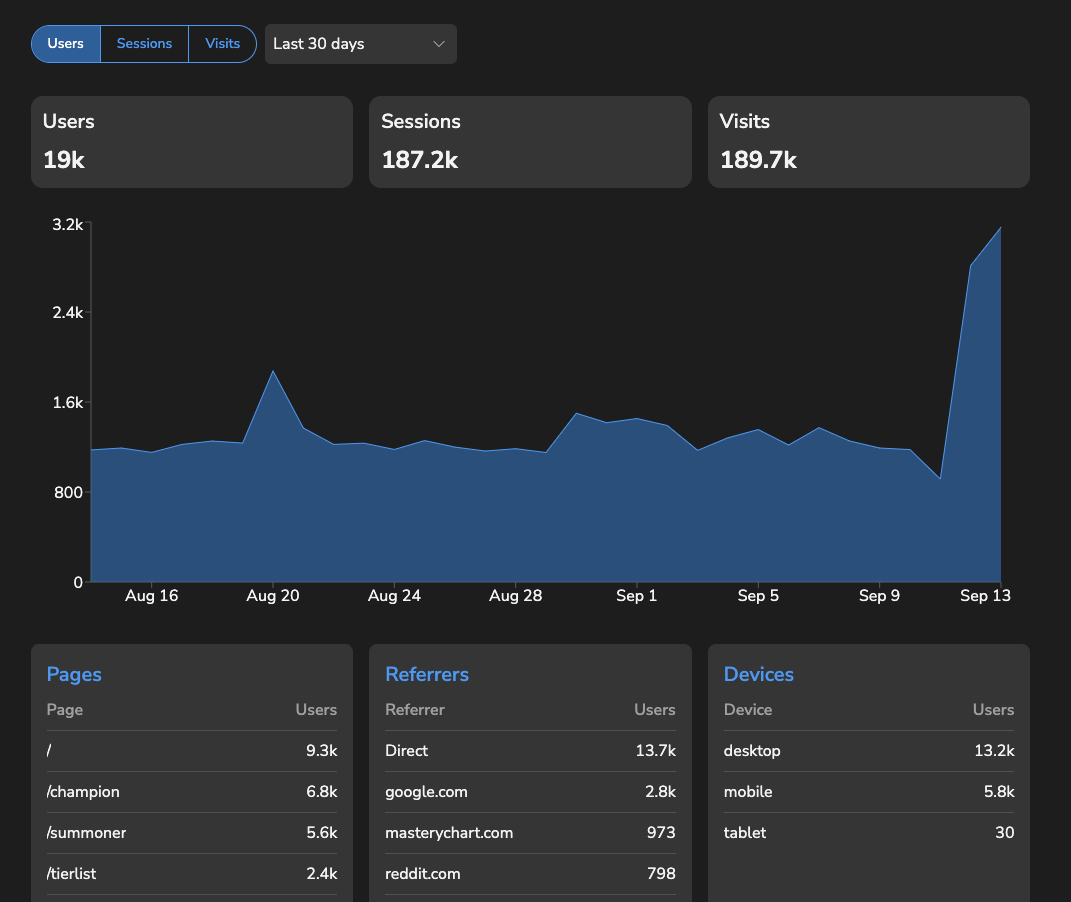 Users Sessions Visits Last 30 days
Users Sessions Visits
19k 187.2k 189.7k
3.2k
2.4k
1.6k
800
0
Aug 16 Aug 20 Aug 24 Aug 28 Sep 1 Sep 5 Sep 9 Sep 13
Pages Referrers Devices
Page Users Referrer Users Device Users
/ 9.3k Direct 13.7k desktop 13.2k
/champion 6.8k google.com 2.8k mobile 5.8k
/summoner 5.6k masterychart.com 973 tablet 30
/tierlist 2.4k reddit.com 798